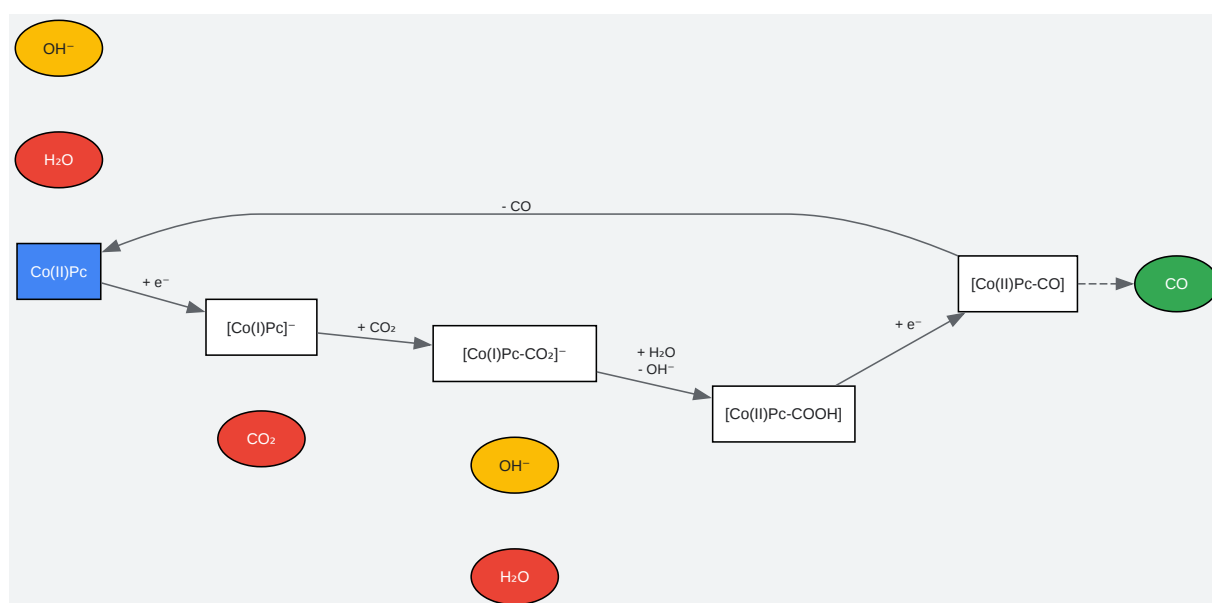 OH⁻
H₂O
- CO
Co(II)Pc
+ e⁻
[Co(I)Pc]⁻
+ CO₂
[Co(I)Pc-CO₂]⁻
+ H₂O
- OH⁻
[Co(II)Pc-COOH]
+ e⁻
[Co(II)Pc-CO]
CO
CO₂
OH⁻
H₂O